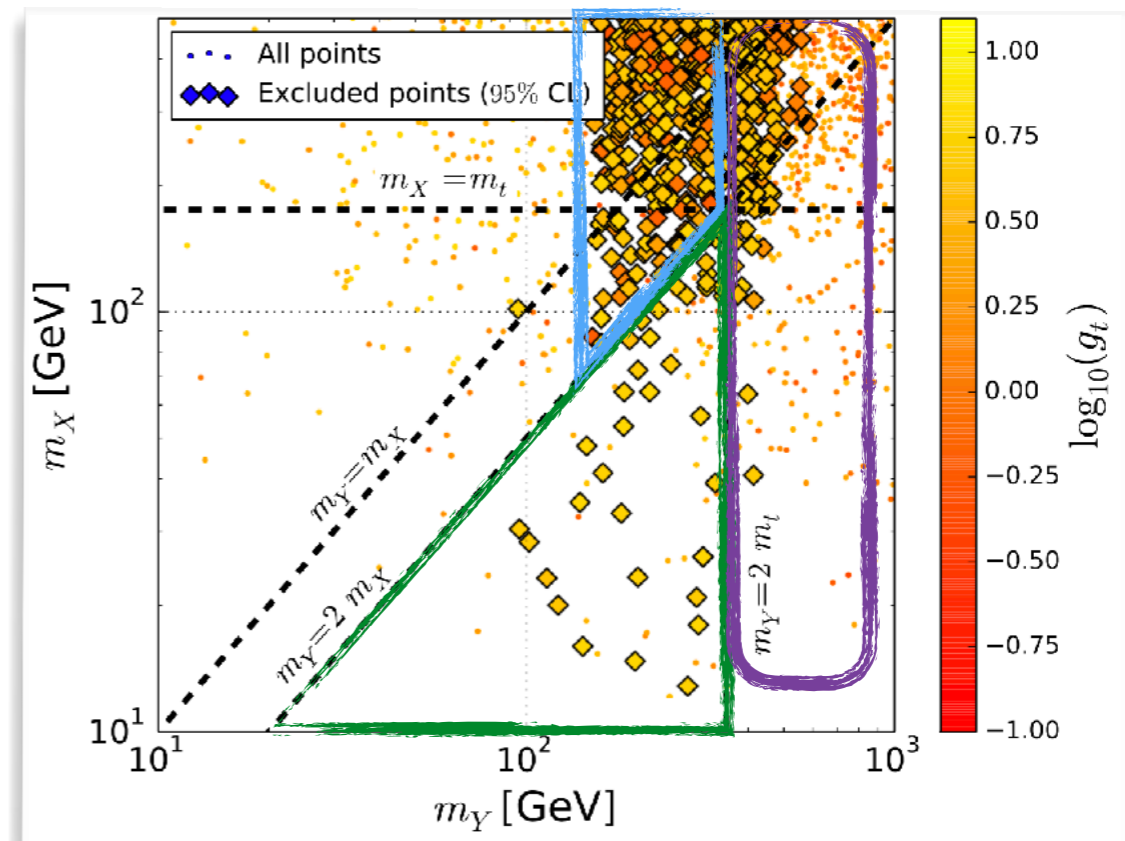 All points
Excluded points (95% CL)
m_X = m_t
m_Y = m_X
m_Y = 2 m_X
m_Y = 2 m_t
10^2
10^1
m_X [GeV]
10^1
10^2
10^3
m_Y [GeV]
1.00
0.75
0.50
0.25
0.00
−0.25
−0.50
−0.75
−1.00
log_10(g_t)